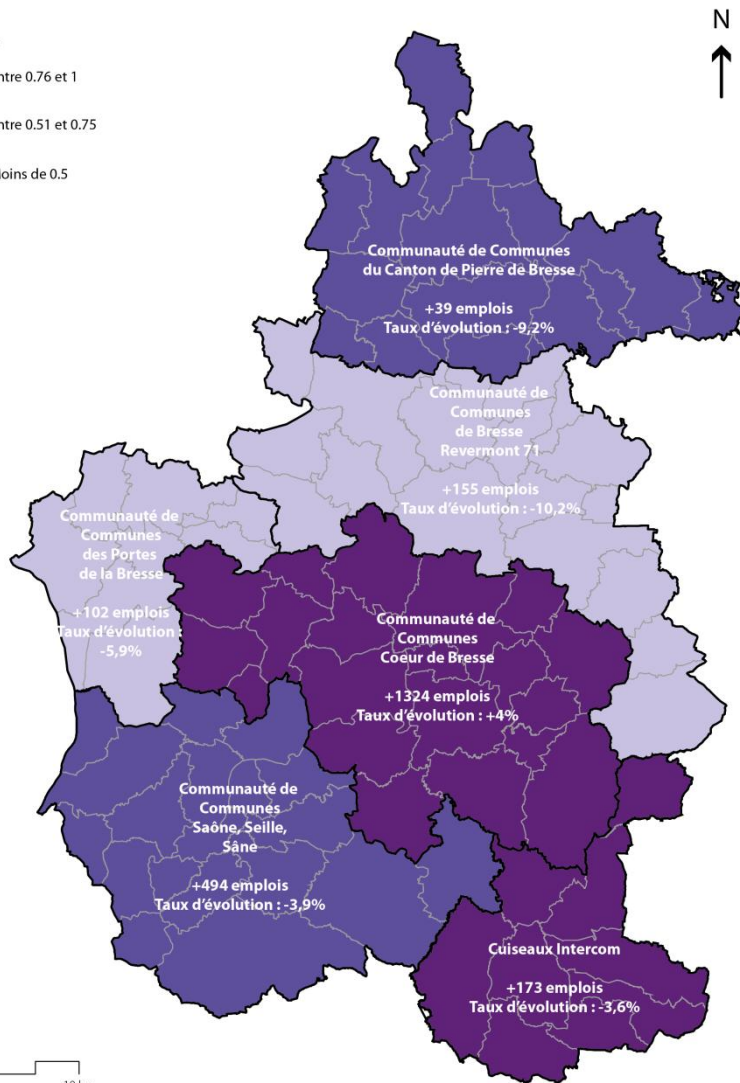 N
entre 0.76 et 1
entre 0.51 et 0.75
moins de 0.5
Communauté de Communes
du Canton de Pierre de Bresse
+39 emplois
Taux d'évolution : -9,2%
Communauté de
Communes
de Bresse
Revermont 71
+155 emplois
Taux d'évolution : -10,2%
Communauté de
Communes
des Portes
de la Bresse
+102 emplois
Taux d'évolution :
-5,9%
Communauté de
Communes
Coeur de Bresse
+1324 emplois
Taux d'évolution : +4%
Communauté de
Communes
Saône, Seille,
Sâne
+494 emplois
Taux d'évolution : -3,9%
Cuiseaux Intercom
+173 emplois
Taux d'évolution : -3,6%